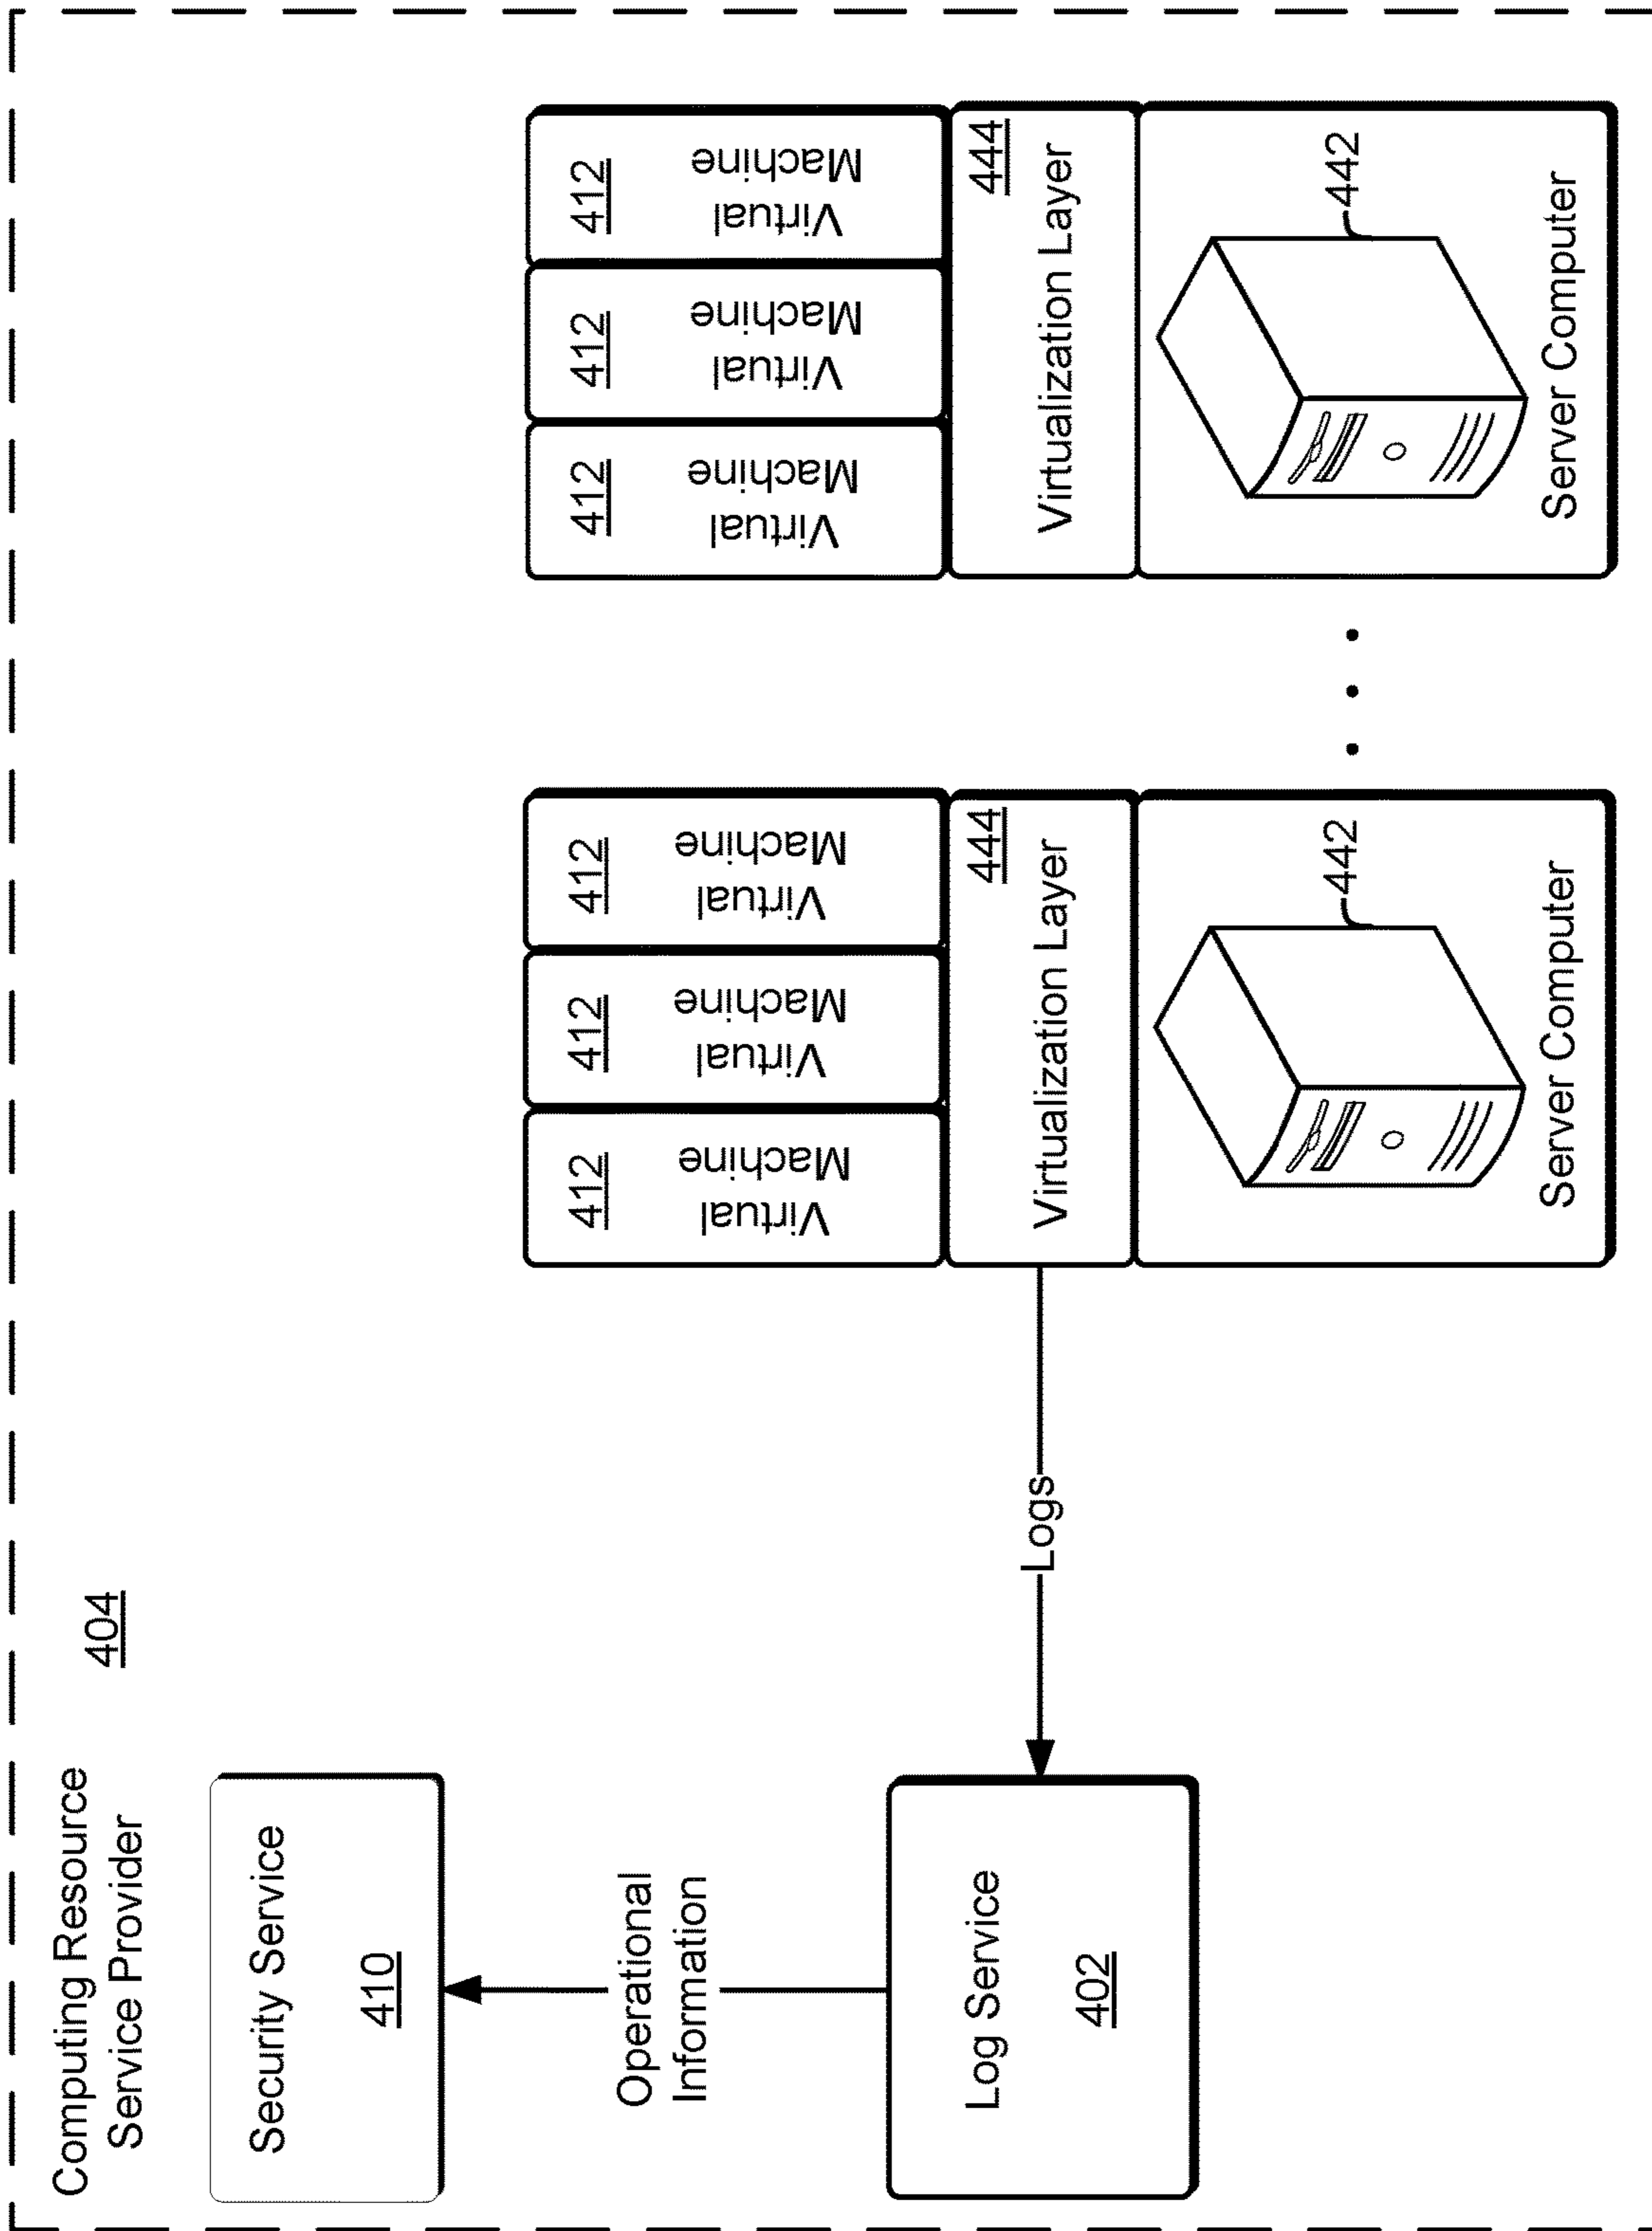 Computing Resource
Service Provider
404
Security Service
410
Operational
Information
Log Service
402
Logs
412
Virtual
Machine
412
Virtual
Machine
412
Virtual
Machine
444
Virtualization Layer
442
Server Computer
412
Virtual
Machine
412
Virtual
Machine
412
Virtual
Machine
444
Virtualization Layer
442
Server Computer